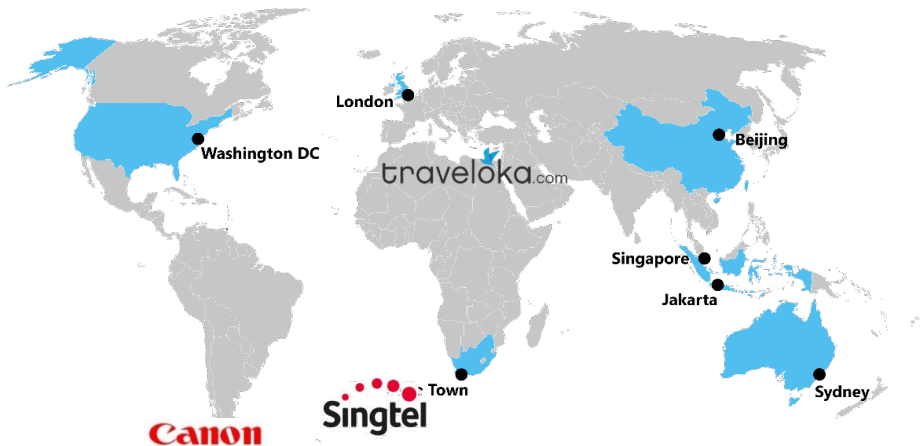 London
Washington DC
Beijing
traveloka.com
Singapore
Jakarta
Town
Sydney
Singtel
Canon